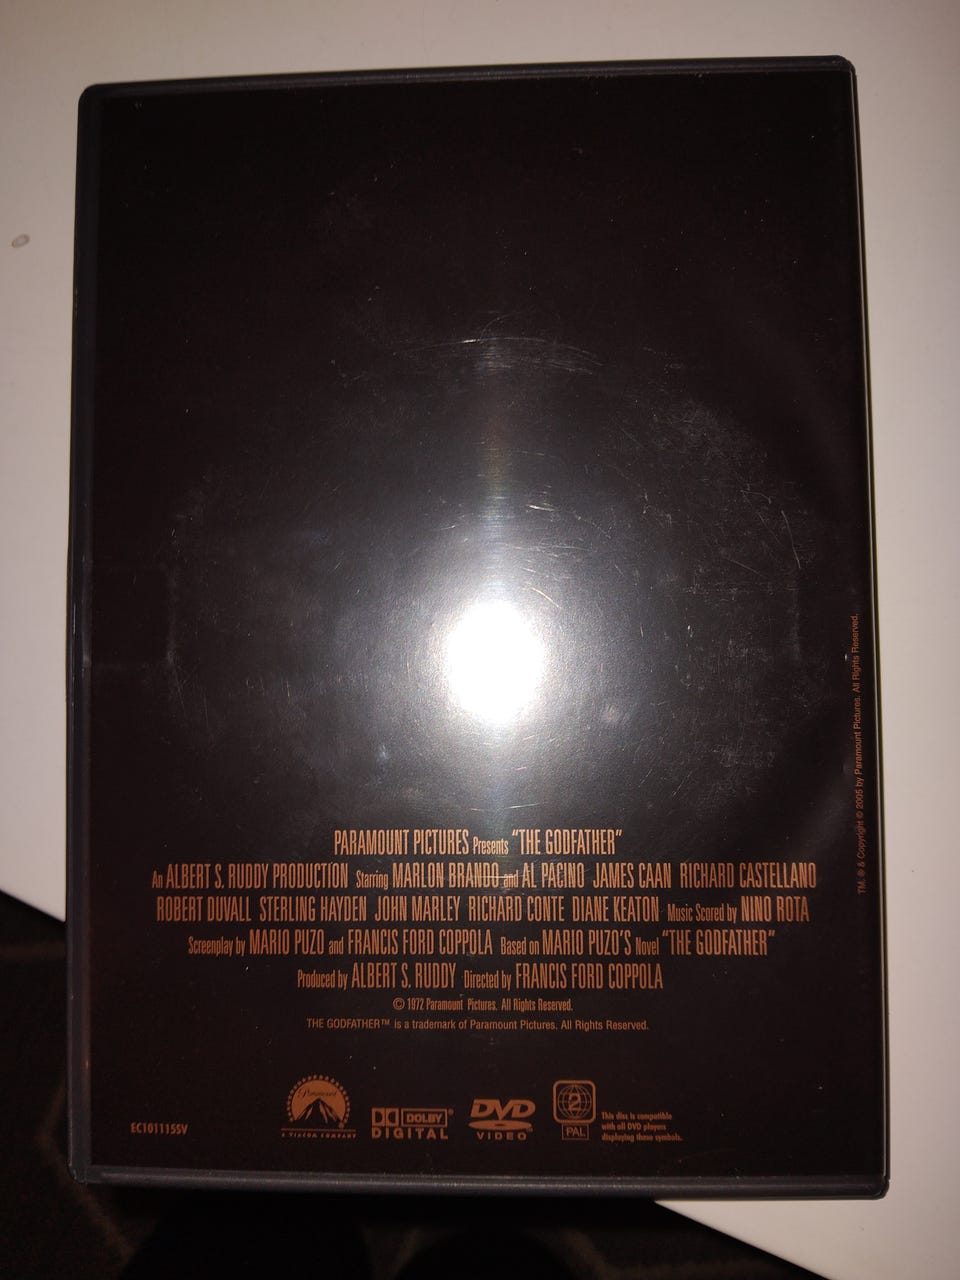 PARAMOUNT PICTURES Presents "THE GODFATHER"
An ALBERT S. RUDDY PRODUCTION Starring MARLON BRANDO and AL PACINO JAMES CAAN RICHARD CASTELLANO
ROBERT DUVALL STERLING HAYDEN JOHN MARLEY RICHARD CONTE DIANE KEATON Music Scored by NINO ROTA
Screenplay by MARIO PUZO and FRANCIS FORD COPPOLA Based on MARIO PUZO'S Novel "THE GODFATHER"
Produced by ALBERT S. RUDDY Directed by FRANCIS FORD COPPOLA
© 1972 Paramount Pictures. All Rights Reserved.
THE GODFATHER™ is a trademark of Paramount Pictures. All Rights Reserved.
TM, ® & Copyright © 2005 by Paramount Pictures. All Rights Reserved.
EC101115SV
Paramount
A VIACOM COMPANY
DOLBY®
DIGITAL
DVD
VIDEO
2
PAL
This disc is compatible
with all DVD players
displaying these symbols.